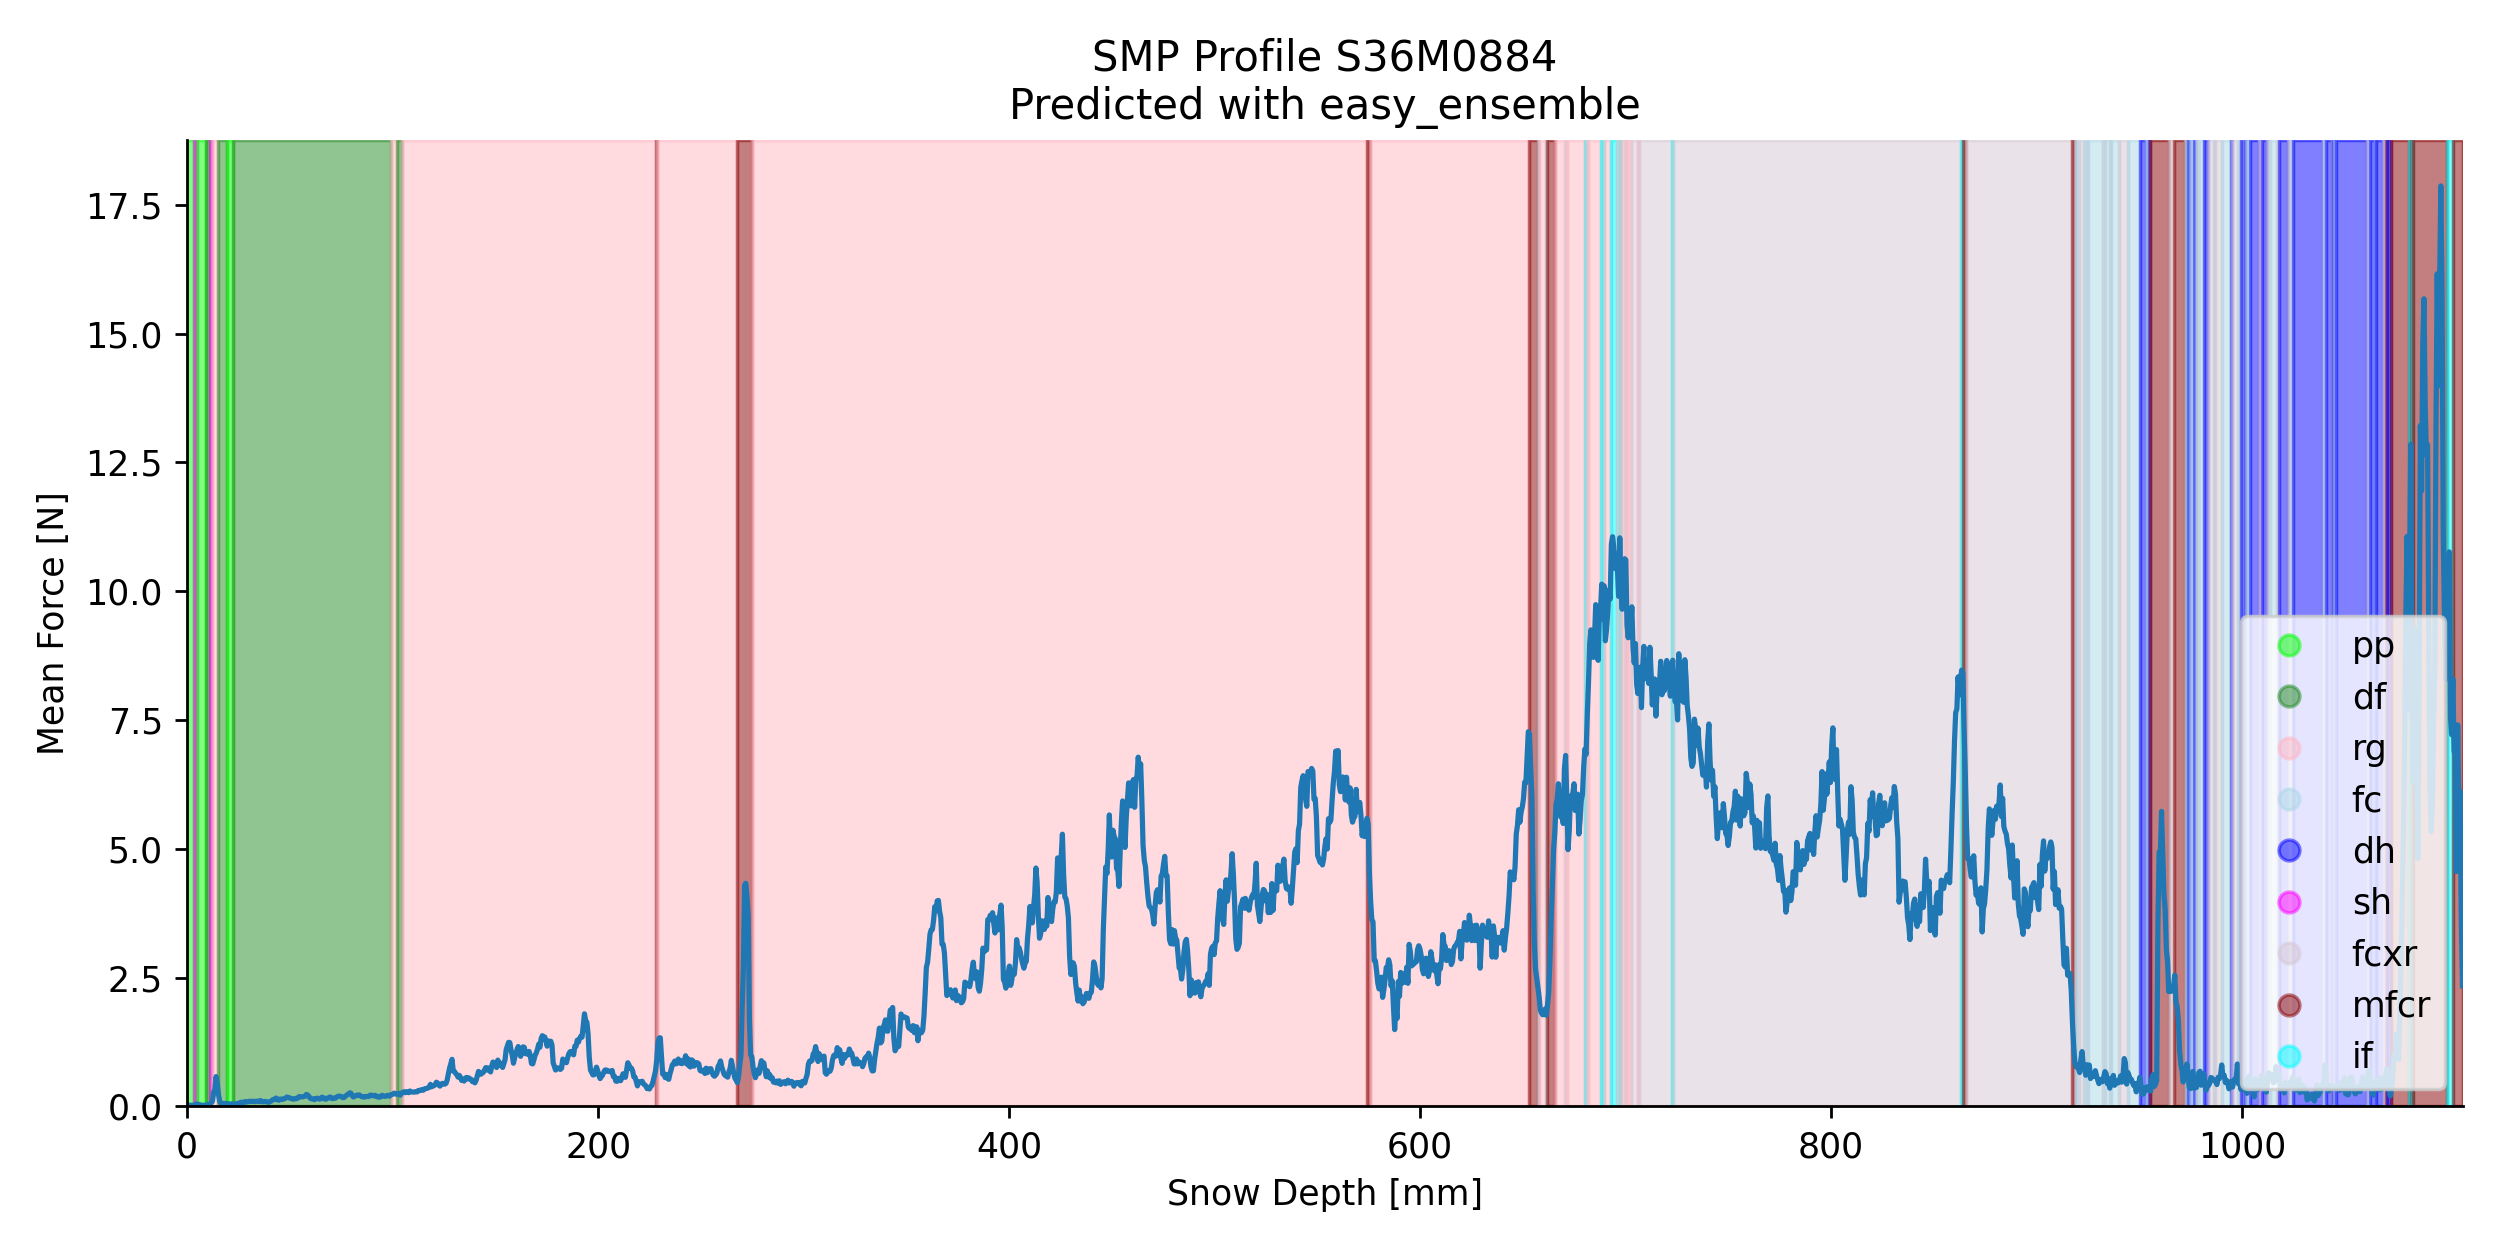 SMP Profile S36M0884
Predicted with easy_ensemble
Mean Force [N]
17.5
15.0
12.5
10.0
7.5
5.0
2.5
0.0
0
200
400
600
800
1000
Snow Depth [mm]
pp
df
rg
fc
dh
sh
fcxr
mfcr
if